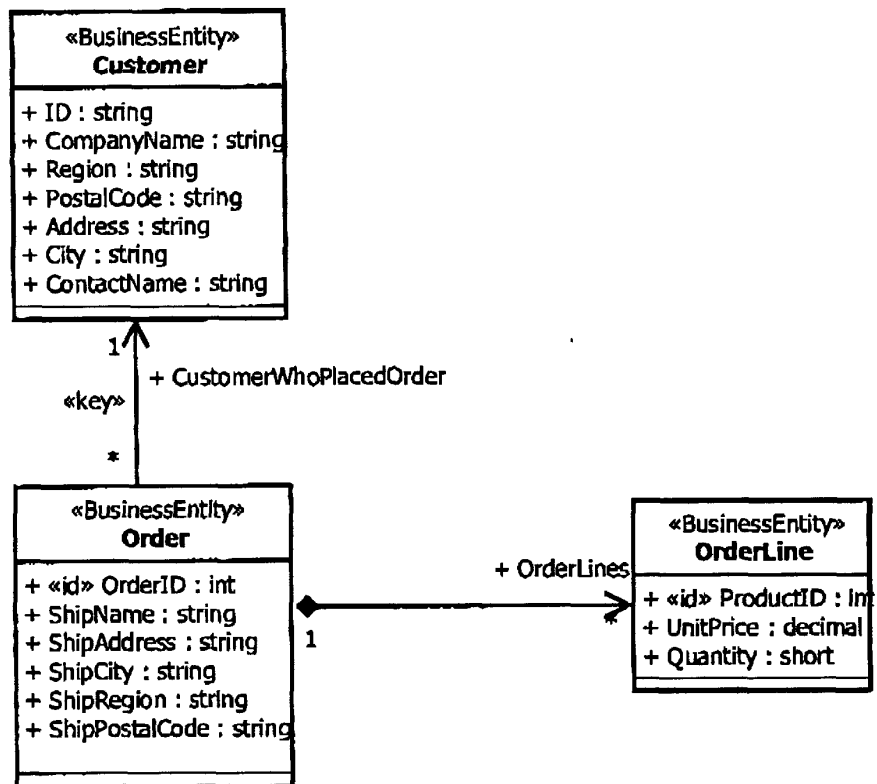 «BusinessEntity»
Customer
+ ID : string
+ CompanyName : string
+ Region : string
+ PostalCode : string
+ Address : string
+ City : string
+ ContactName : string
1
+ CustomerWhoPlacedOrder
«key»
*
«BusinessEntity»
Order
+ «id» OrderID : int
+ ShipName : string
+ ShipAddress : string
+ ShipCity : string
+ ShipRegion : string
+ ShipPostalCode : string
1
+ OrderLines
*
«BusinessEntity»
OrderLine
+ «id» ProductID : int
+ UnitPrice : decimal
+ Quantity : short